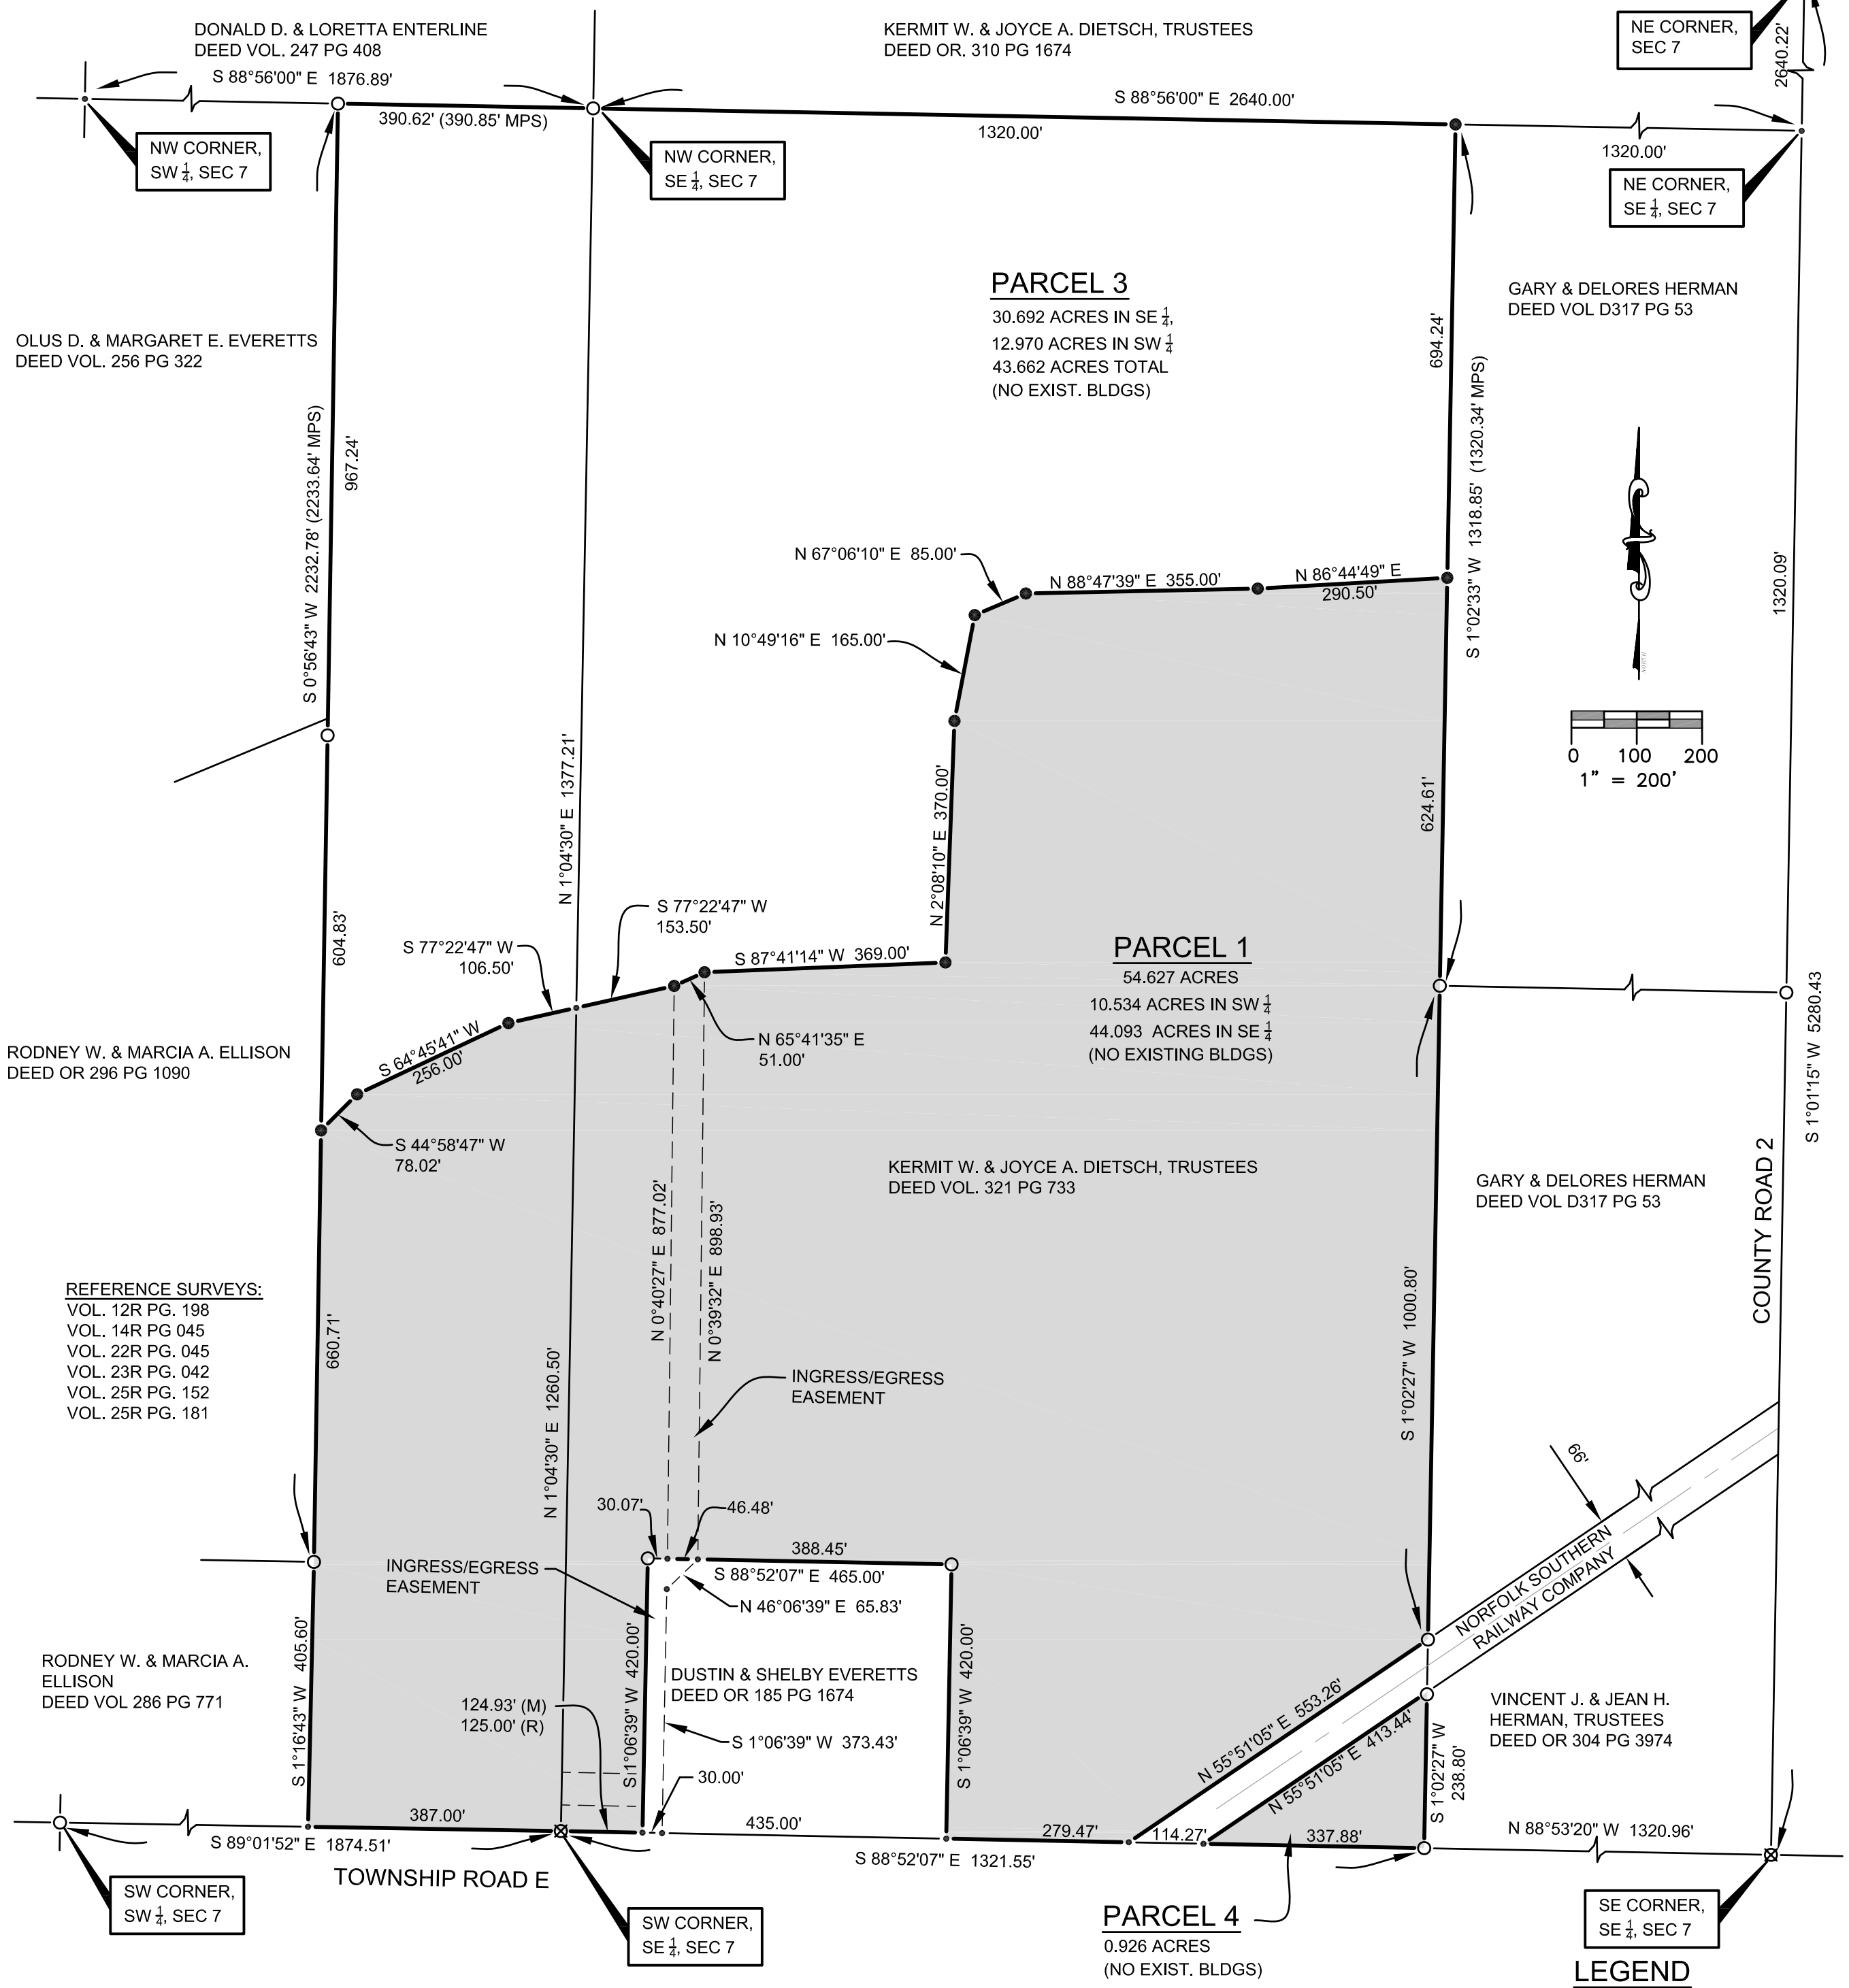 DONALD D. & LORETTA ENTERLINE
DEED VOL. 247 PG 408
KERMIT W. & JOYCE A. DIETSCH, TRUSTEES
DEED OR. 310 PG 1674
NE CORNER,
SEC 7
2640.22'
S 88°56'00" E 1876.89'
390.62' (390.85' MPS)
S 88°56'00" E 2640.00'
1320.00'
1320.00'
NW CORNER,
SW 1/4, SEC 7
NW CORNER,
SE 1/4, SEC 7
NE CORNER,
SE 1/4, SEC 7
PARCEL 3
30.692 ACRES IN SE 1/4,
12.970 ACRES IN SW 1/4
43.662 ACRES TOTAL
(NO EXIST. BLDGS)
GARY & DELORES HERMAN
DEED VOL D317 PG 53
OLUS D. & MARGARET E. EVERETTS
DEED VOL. 256 PG 322
S 0°56'43" W 2232.78' (2233.64' MPS)
967.24'
694.24'
S 1°02'33" W 1318.85' (1320.34' MPS)
NORTH
0 100 200
1" = 200'
1320.09'
N 67°06'10" E 85.00'
N 88°47'39" E 355.00'
N 86°44'49" E
290.50'
N 10°49'16" E 165.00'
N 1°04'30" E 1377.21'
N 2°08'10" E 370.00'
624.61'
604.83'
S 77°22'47" W
153.50'
S 77°22'47" W
106.50'
S 87°41'14" W 369.00'
PARCEL 1
54.627 ACRES
10.534 ACRES IN SW 1/4
44.093 ACRES IN SE 1/4
(NO EXISTING BLDGS)
N 65°41'35" E
51.00'
S 64°45'41" W
256.00'
RODNEY W. & MARCIA A. ELLISON
DEED OR 296 PG 1090
S 44°58'47" W
78.02'
S 1°01'15" W 5280.43
KERMIT W. & JOYCE A. DIETSCH, TRUSTEES
DEED VOL. 321 PG 733
GARY & DELORES HERMAN
DEED VOL D317 PG 53
COUNTY ROAD 2
N 0°40'27" E 877.02'
N 0°39'32" E 898.93'
REFERENCE SURVEYS:
VOL. 12R PG. 198
VOL. 14R PG 045
VOL. 22R PG. 045
VOL. 23R PG. 042
VOL. 25R PG. 152
VOL. 25R PG. 181
660.71'
S 1°02'27" W 1000.80'
INGRESS/EGRESS
EASEMENT
N 1°04'30" E 1260.50'
66'
30.07'
46.48'
388.45'
S 88°52'07" E 465.00'
INGRESS/EGRESS
EASEMENT
N 46°06'39" E 65.83'
NORFOLK SOUTHERN
RAILWAY COMPANY
RODNEY W. & MARCIA A.
ELLISON
DEED VOL 286 PG 771
S 1°16'43" W 405.60'
S 1°06'39" W 420.00'
DUSTIN & SHELBY EVERETTS
DEED OR 185 PG 1674
S 1°06'39" W 420.00'
124.93' (M)
125.00' (R)
S 1°06'39" W 373.43'
30.00'
N 55°51'05" E 553.26'
N 55°51'05" E 413.44'
S 1°02'27" W
238.80'
VINCENT J. & JEAN H.
HERMAN, TRUSTEES
DEED OR 304 PG 3974
387.00'
435.00'
279.47'
114.27'
337.88'
N 88°53'20" W 1320.96'
S 89°01'52" E 1874.51'
S 88°52'07" E 1321.55'
TOWNSHIP ROAD E
SW CORNER,
SW 1/4, SEC 7
SW CORNER,
SE 1/4, SEC 7
PARCEL 4
0.926 ACRES
(NO EXIST. BLDGS)
SE CORNER,
SE 1/4, SEC 7
LEGEND